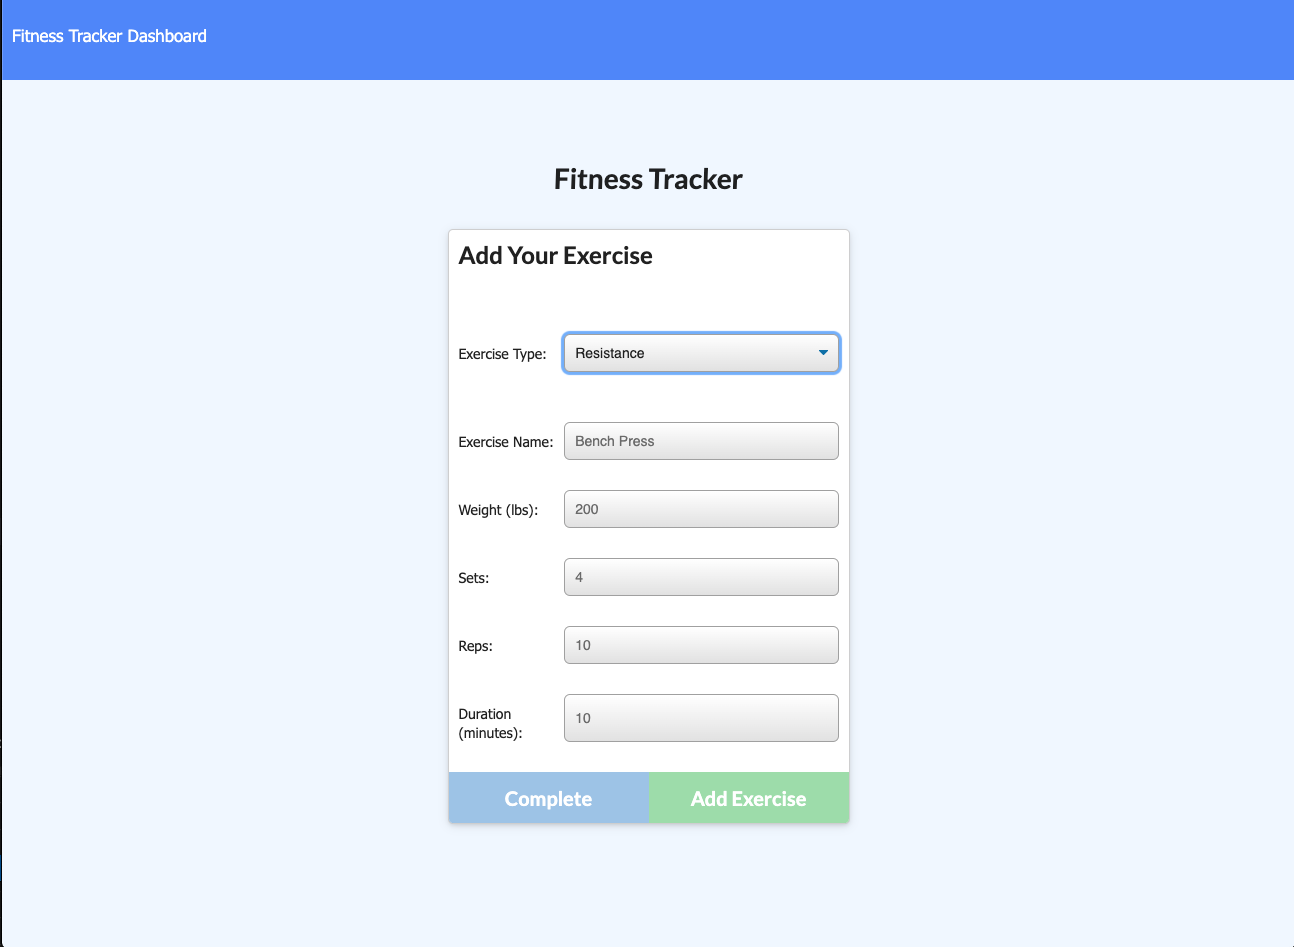 Fitness Tracker Dashboard
Fitness Tracker
Add Your Exercise
Exercise Type: Resistance
Exercise Name: Bench Press
Weight (lbs): 200
Sets: 4
Reps: 10
Duration (minutes): 10
Complete Add Exercise